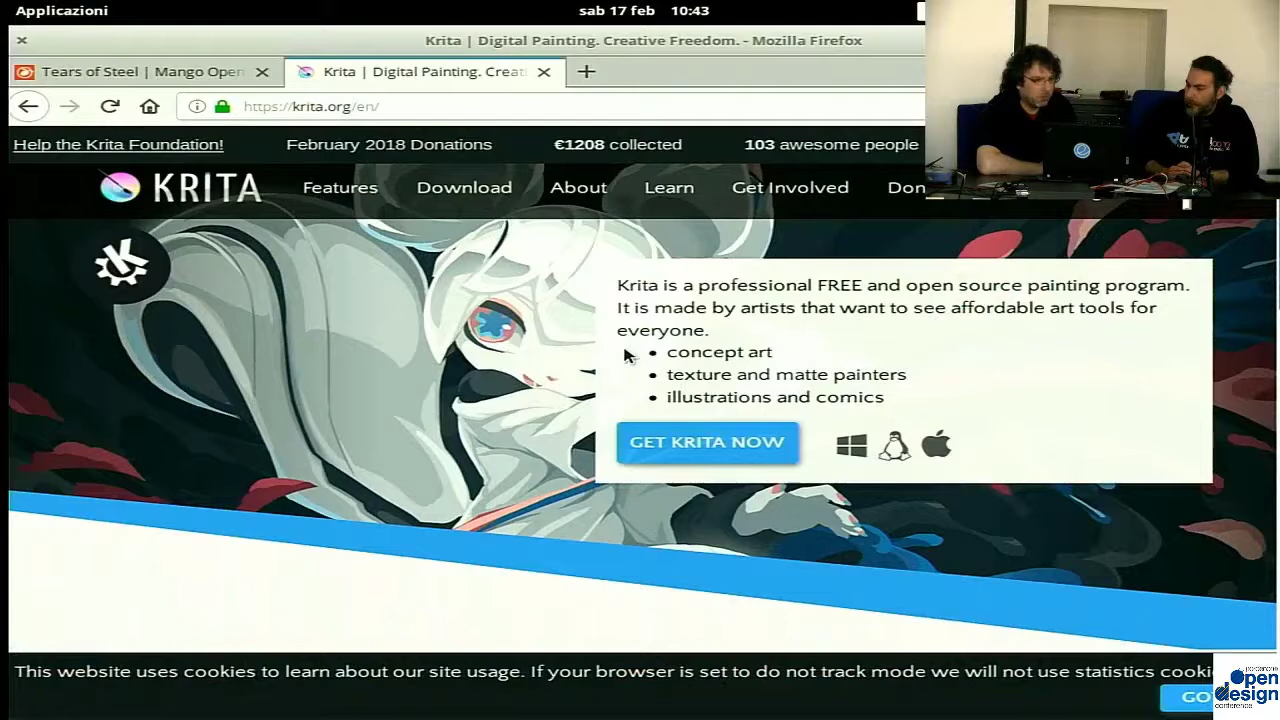 Applicazioni
sab 17 feb 10:43
Krita | Digital Painting. Creative Freedom. - Mozilla Firefox
Tears of Steel | Mango Open
Krita | Digital Painting. Creati
https://krita.org/en/
Help the Krita Foundation!
February 2018 Donations
€1208 collected
103 awesome people
KRITA
Features
Download
About
Learn
Get Involved
Don
Krita is a professional FREE and open source painting program.
It is made by artists that want to see affordable art tools for
everyone.
• concept art
• texture and matte painters
• illustrations and comics
GET KRITA NOW
This website uses cookies to learn about our site usage. If your browser is set to do not track mode we will not use statistics cooki
GO
pordenone
open
design
conference